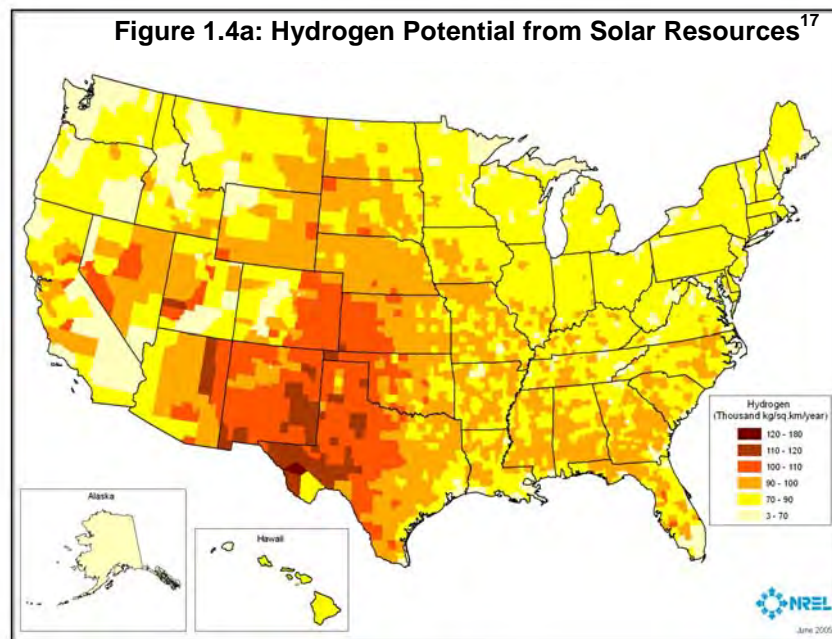 Figure 1.4a: Hydrogen Potential from Solar Resources17
Hydrogen
(Thousand kg/sq.km/year)
120 - 180
110 - 120
100 - 110
90 - 100
70 - 90
3 - 70
Alaska
Hawaii
NREL
June 2005